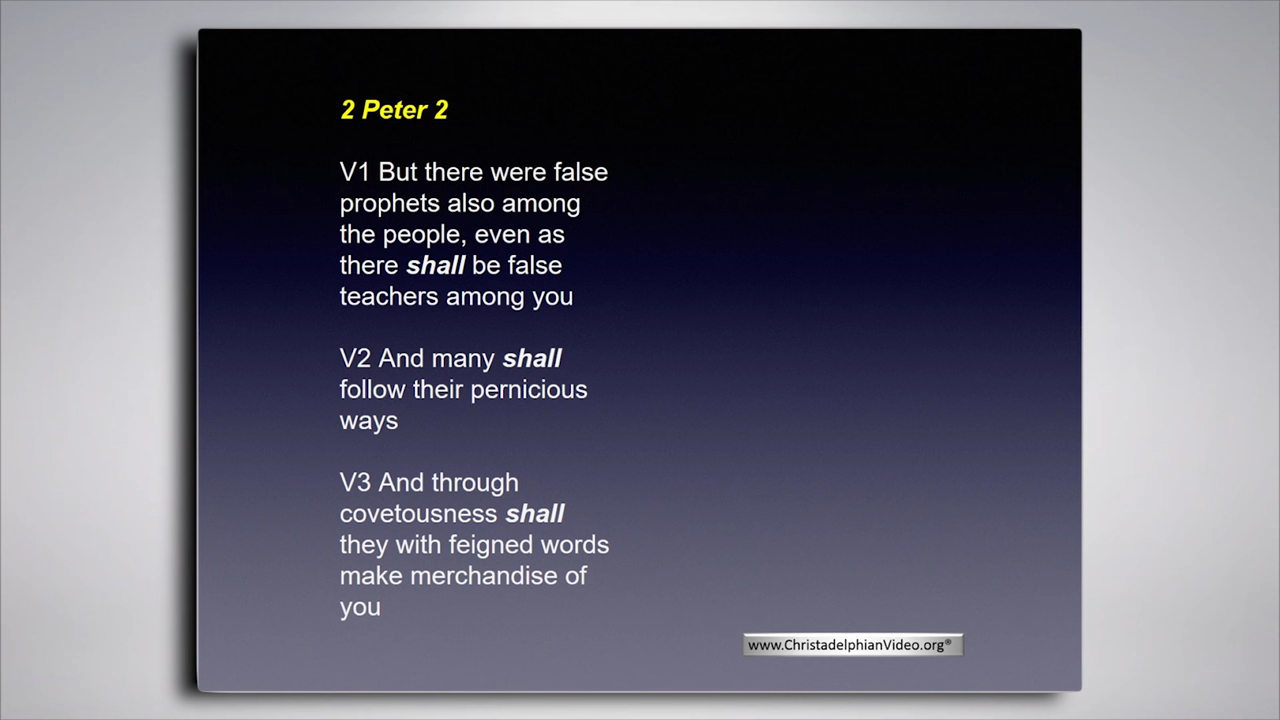 2 Peter 2
V1 But there were false
prophets also among
the people, even as
there shall be false
teachers among you
V2 And many shall
follow their pernicious
ways
V3 And through
covetousness shall
they with feigned words
make merchandise of
you
www.ChristadelphianVideo.org®